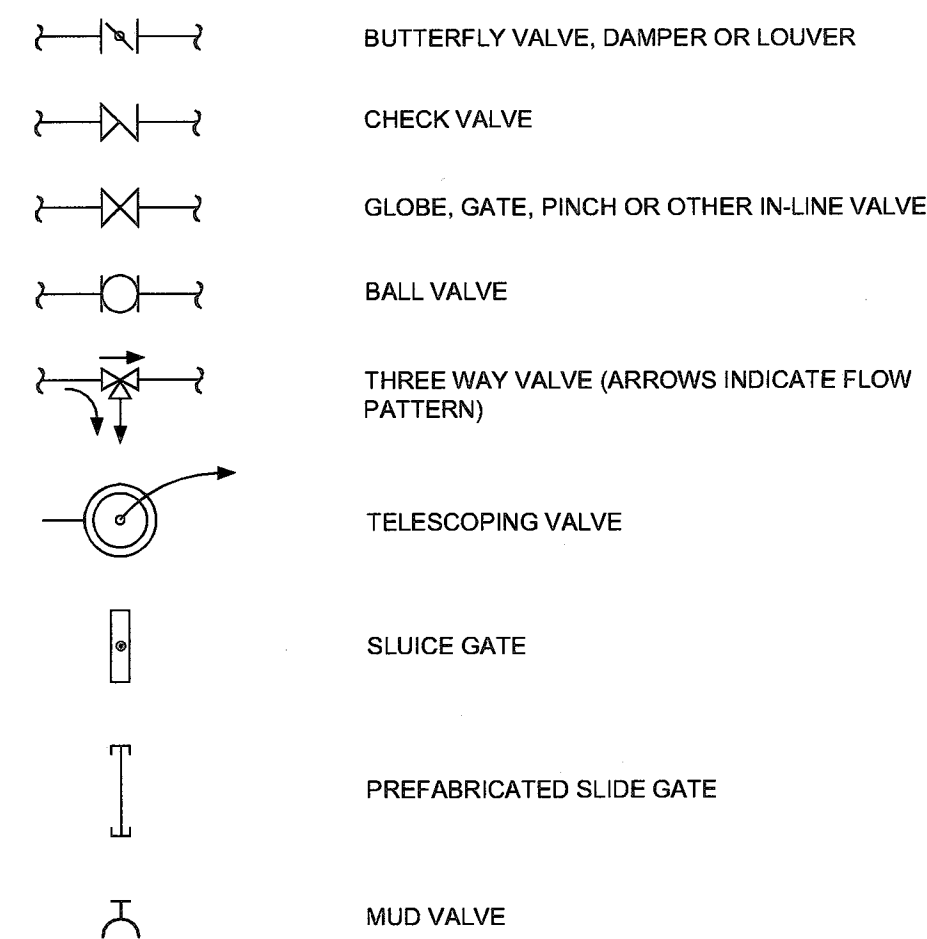 BUTTERFLY VALVE, DAMPER OR LOUVER
CHECK VALVE
GLOBE, GATE, PINCH OR OTHER IN-LINE VALVE
BALL VALVE
THREE WAY VALVE (ARROWS INDICATE FLOW
PATTERN)
TELESCOPING VALVE
SLUICE GATE
PREFABRICATED SLIDE GATE
MUD VALVE